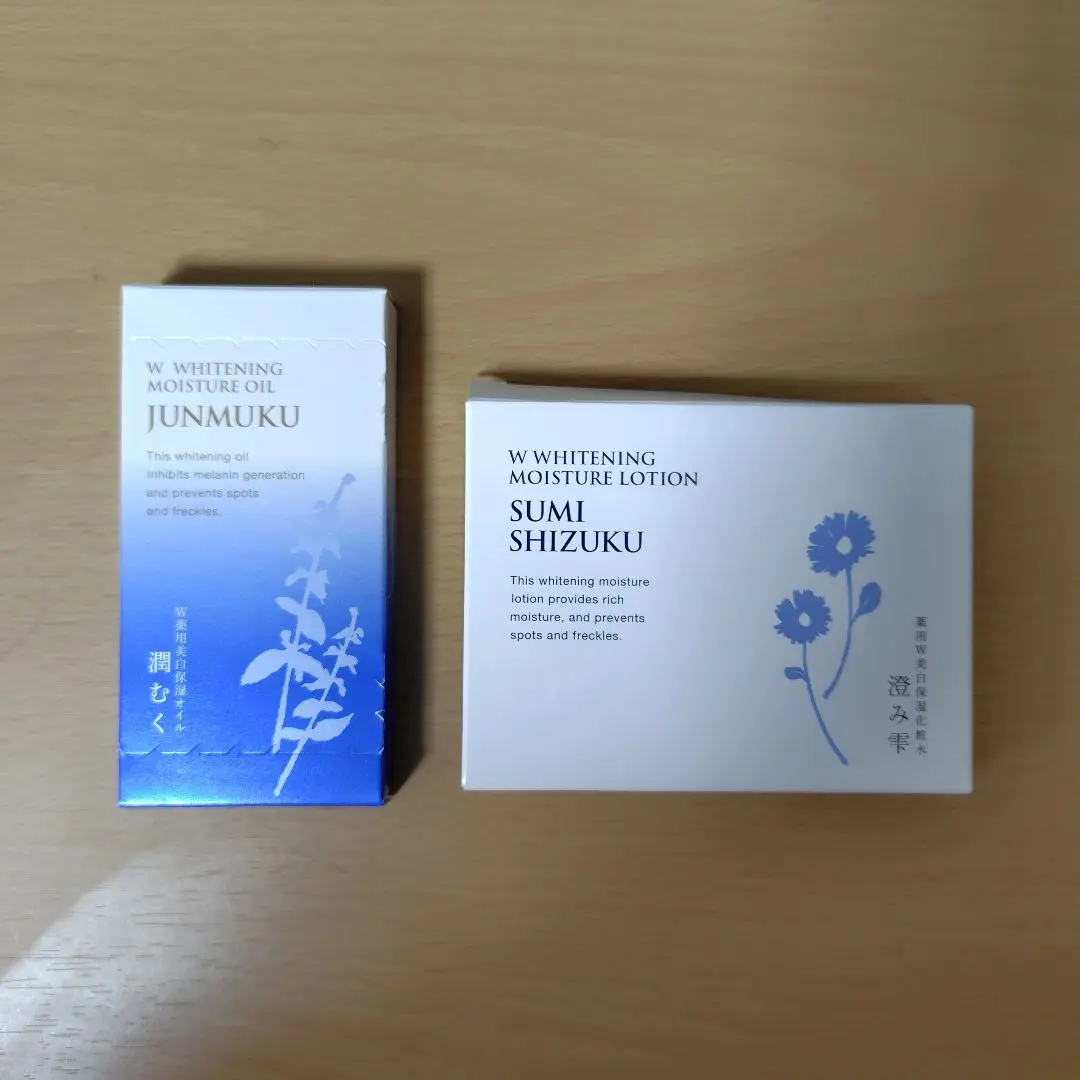 W WHITENING
MOISTURE OIL
JUNMUKU
This whitening oil
inhibits melanin generation
and prevents spots
and freckles.
W薬用美白保湿オイル
潤むく
W WHITENING
MOISTURE LOTION
SUMI
SHIZUKU
This whitening moisture
lotion provides rich
moisture, and prevents
spots and freckles.
薬用W美白保湿化粧水
澄み雫